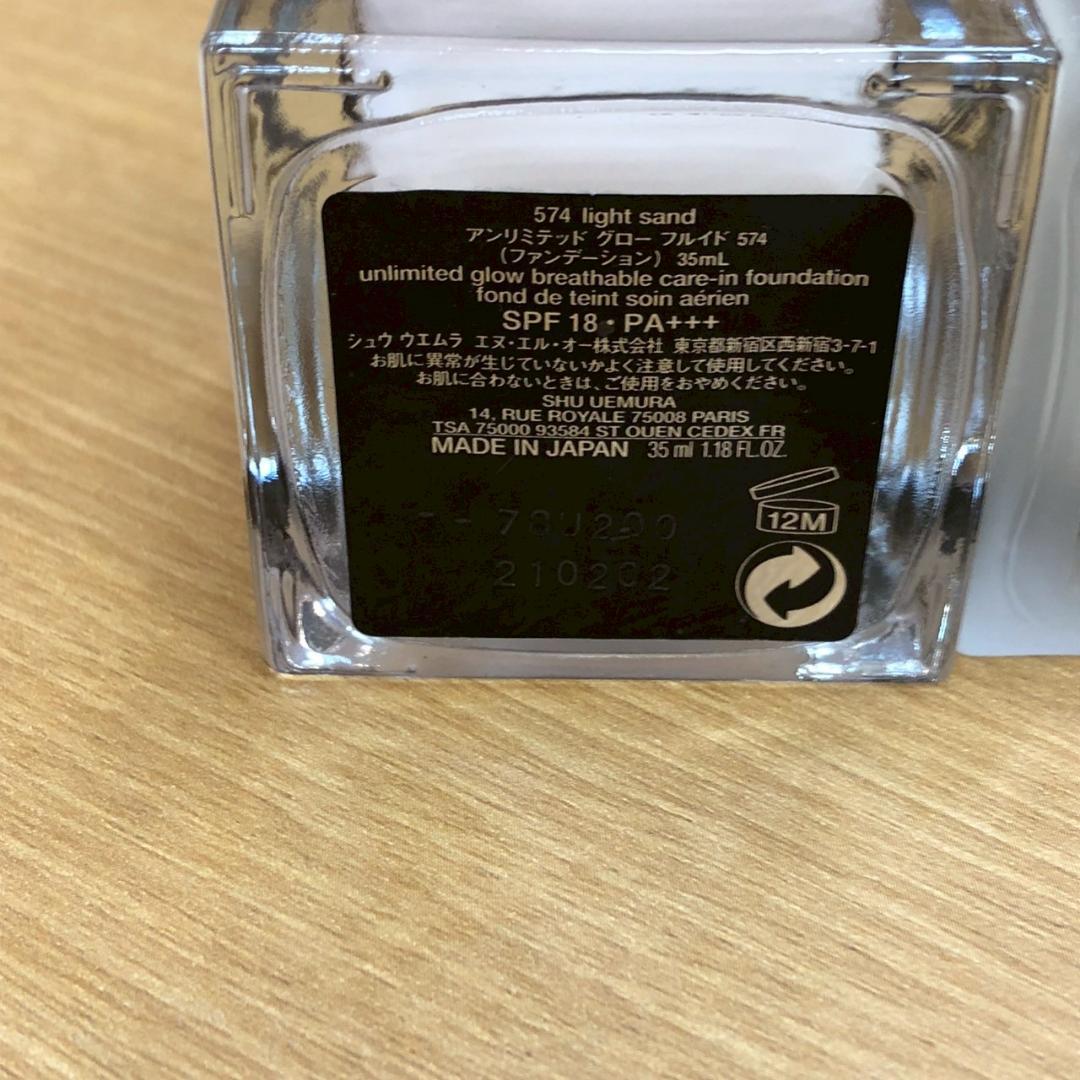 574 light sand
アンリミテッド グロー フルイド 574
(ファンデーション) 35mL
unlimited glow breathable care-in foundation
fond de teint soin aérien
SPF 18・PA+++
シュウ ウエムラ エヌ・エル・オー株式会社 東京都新宿区西新宿3-7-1
お肌に異常が生じていないかよく注意して使用してください。
お肌に合わないときは、ご使用をおやめください。
SHU UEMURA
14, RUE ROYALE 75008 PARIS
TSA 75000 93584 ST OUEN CEDEX FR
MADE IN JAPAN 35 ml 1.18 FL.OZ.
12M
210202